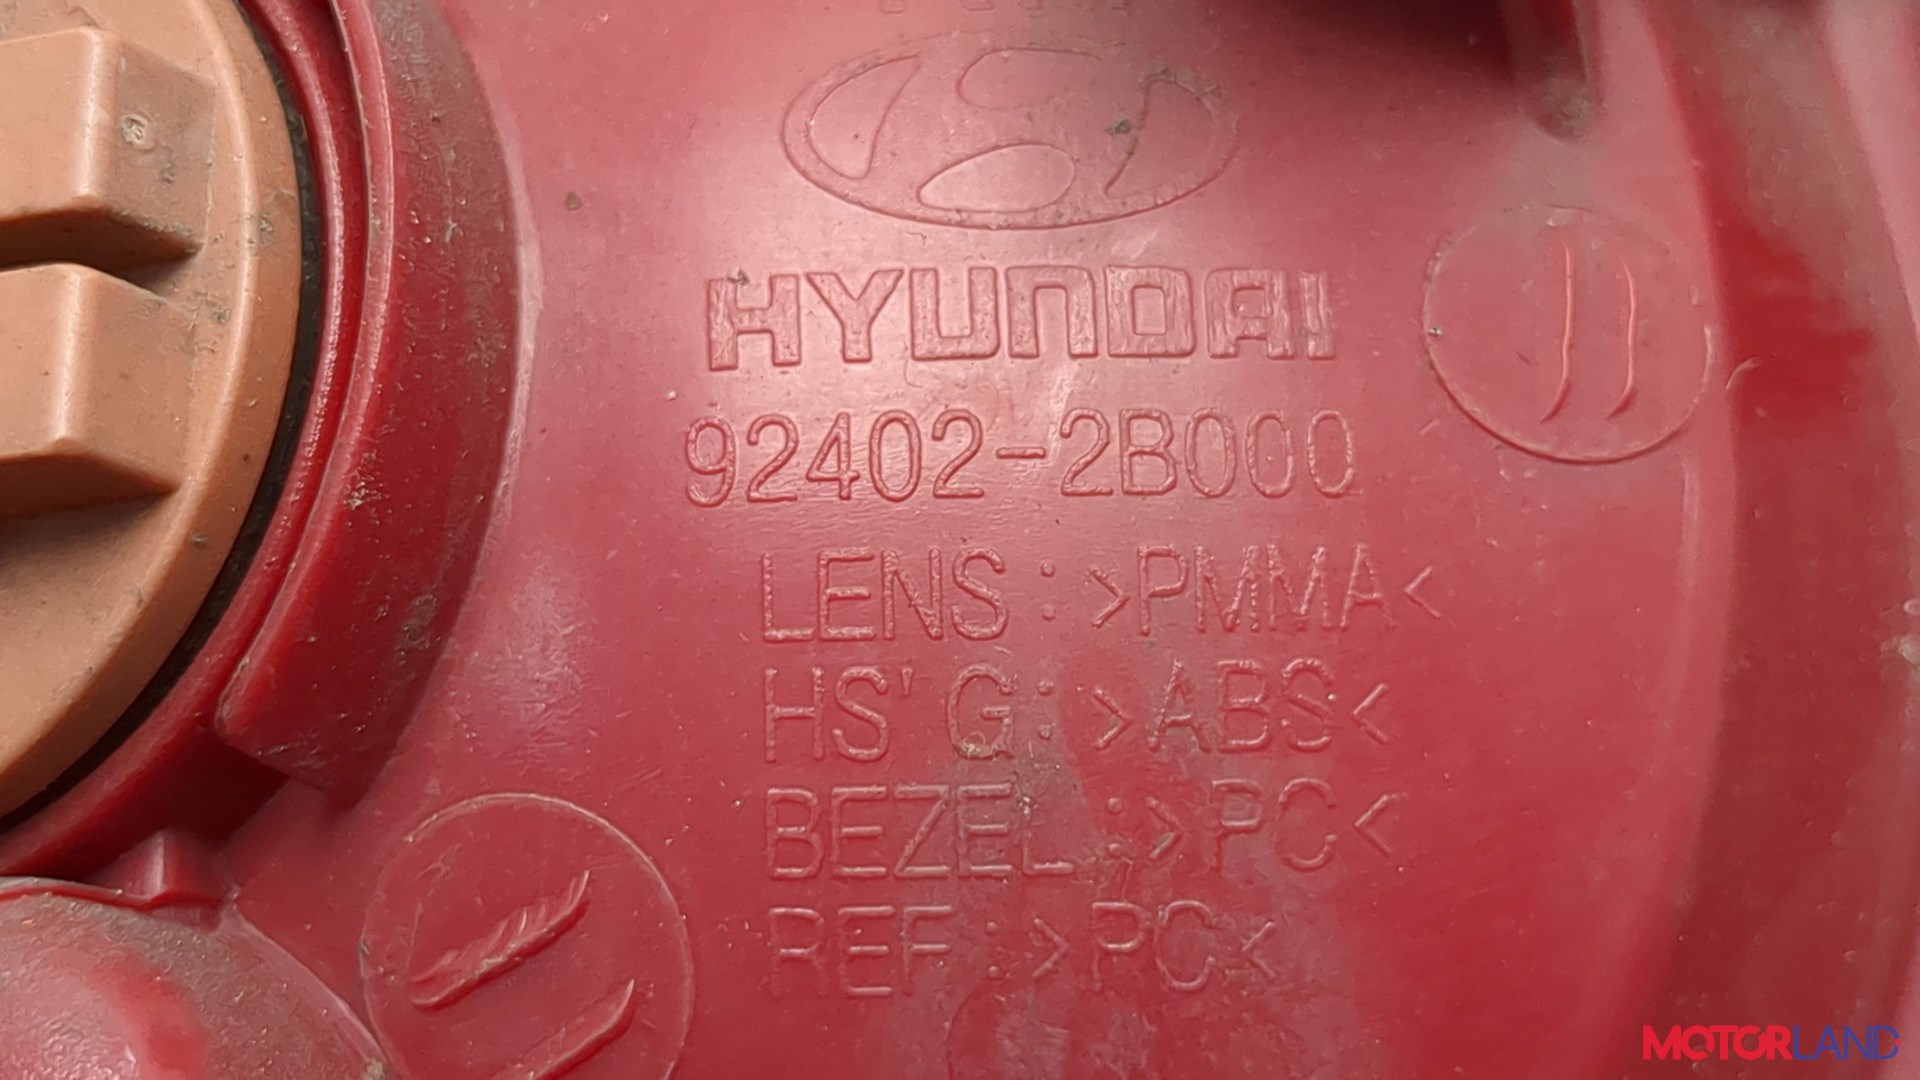 HYUNDAI
92402-2B000
LENS : >PMMA<
HS'G : >ABS<
BEZEL : >PC<
REF : >PC<
MOTORLAND